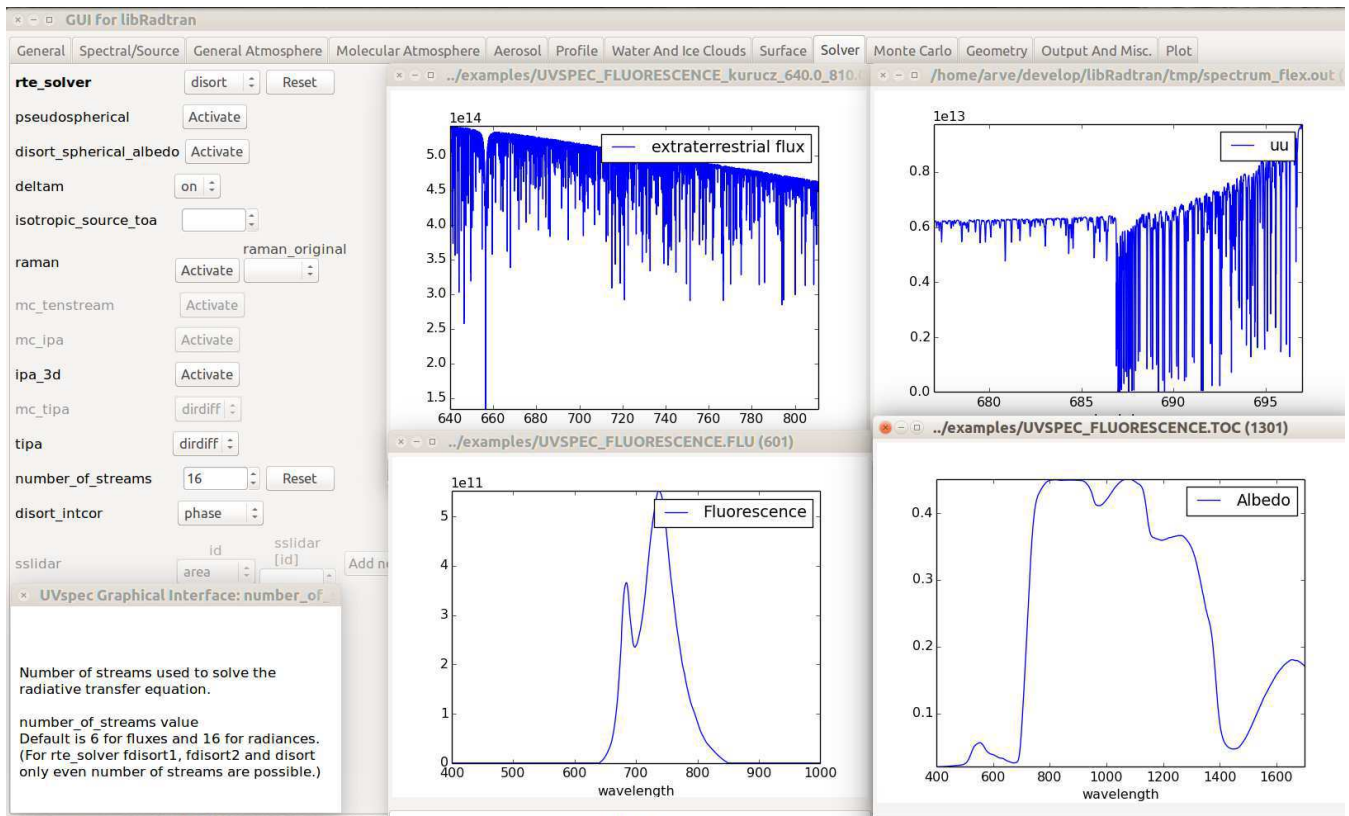 GUI for libRadtran
General Spectral/Source General Atmosphere Molecular Atmosphere Aerosol Profile Water And Ice Clouds Surface Solver Monte Carlo Geometry Output And Misc. Plot
rte_solver disort Reset
pseudospherical Activate
disort_spherical_albedo Activate
deltam on
isotropic_source_toa
raman_original
raman Activate
mc_tenstream Activate
mc_ipa Activate
ipa_3d Activate
mc_tipa dirdiff
tipa dirdiff
number_of_streams 16 Reset
disort_intcor phase
id sslidar
[id]
sslidar area Add
UVspec Graphical Interface: number_of_
Number of streams used to solve the
radiative transfer equation.
number_of_streams value
Default is 6 for fluxes and 16 for radiances.
(For rte_solver fdisort1, fdisort2 and disort
only even number of streams are possible.)
../examples/UVSPEC_FLUORESCENCE_kurucz_640.0_810.0
1e14
extraterrestrial flux
5.0
4.5
4.0
3.5
3.0
2.5
2.0
1.5
640 660 680 700 720 740 760 780 800
/home/arve/develop/libRadtran/tmp/spectrum_flex.out (
1e13
uu
0.8
0.6
0.4
0.2
0.0
680 685 690 695
../examples/UVSPEC_FLUORESCENCE.FLU (601)
1e11
Fluorescence
5
4
3
2
1
0
400 500 600 700 800 900 1000
wavelength
../examples/UVSPEC_FLUORESCENCE.TOC (1301)
Albedo
0.4
0.3
0.2
0.1
400 600 800 1000 1200 1400 1600
wavelength